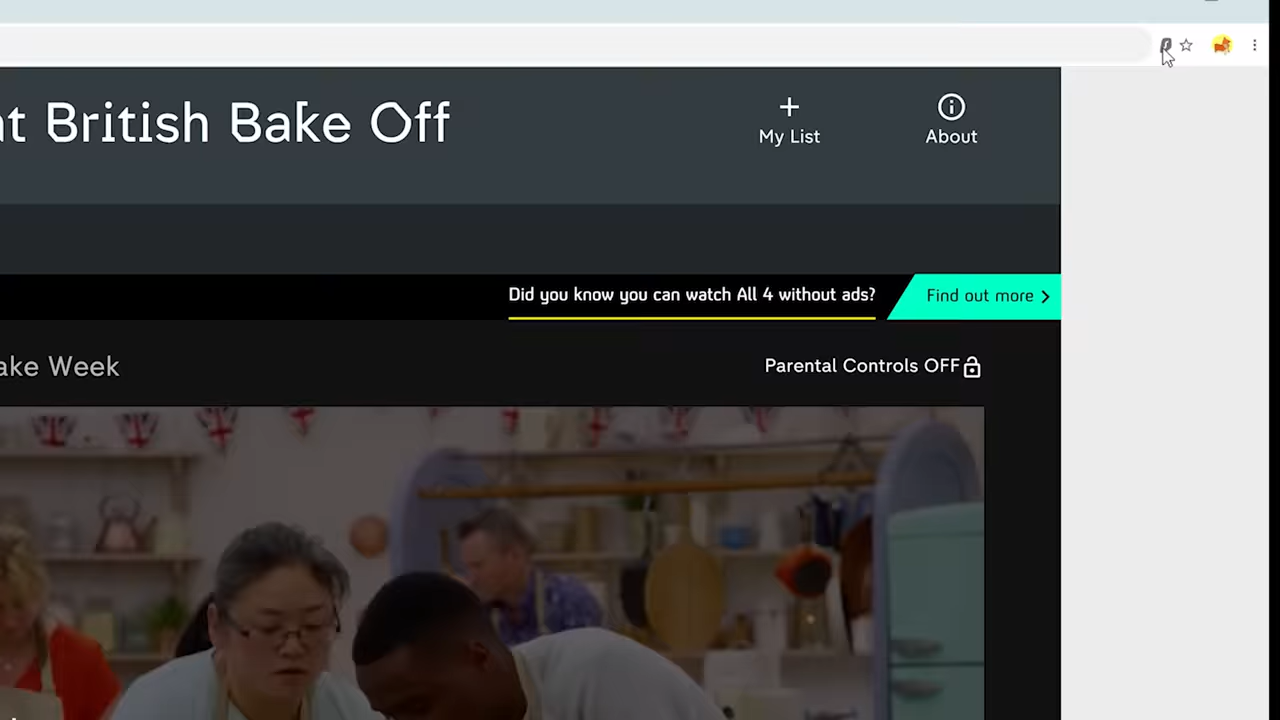 at British Bake Off
My List
About
Did you know you can watch All 4 without ads?
Find out more
ake Week
Parental Controls OFF